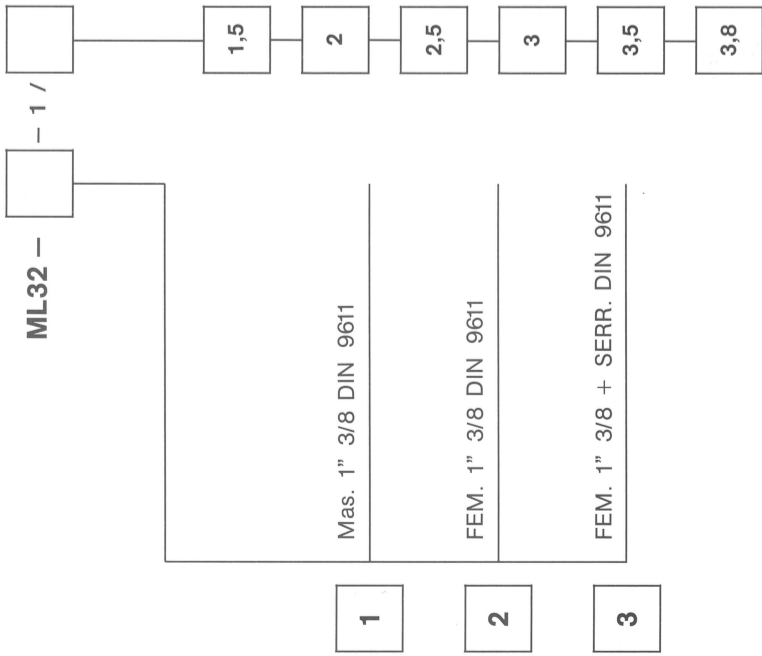 ML32 – – 1 /
1 Mas. 1” 3/8 DIN 9611
2 FEM. 1” 3/8 DIN 9611
3 FEM. 1” 3/8 + SERR. DIN 9611
1,5
2
2,5
3
3,5
3,8